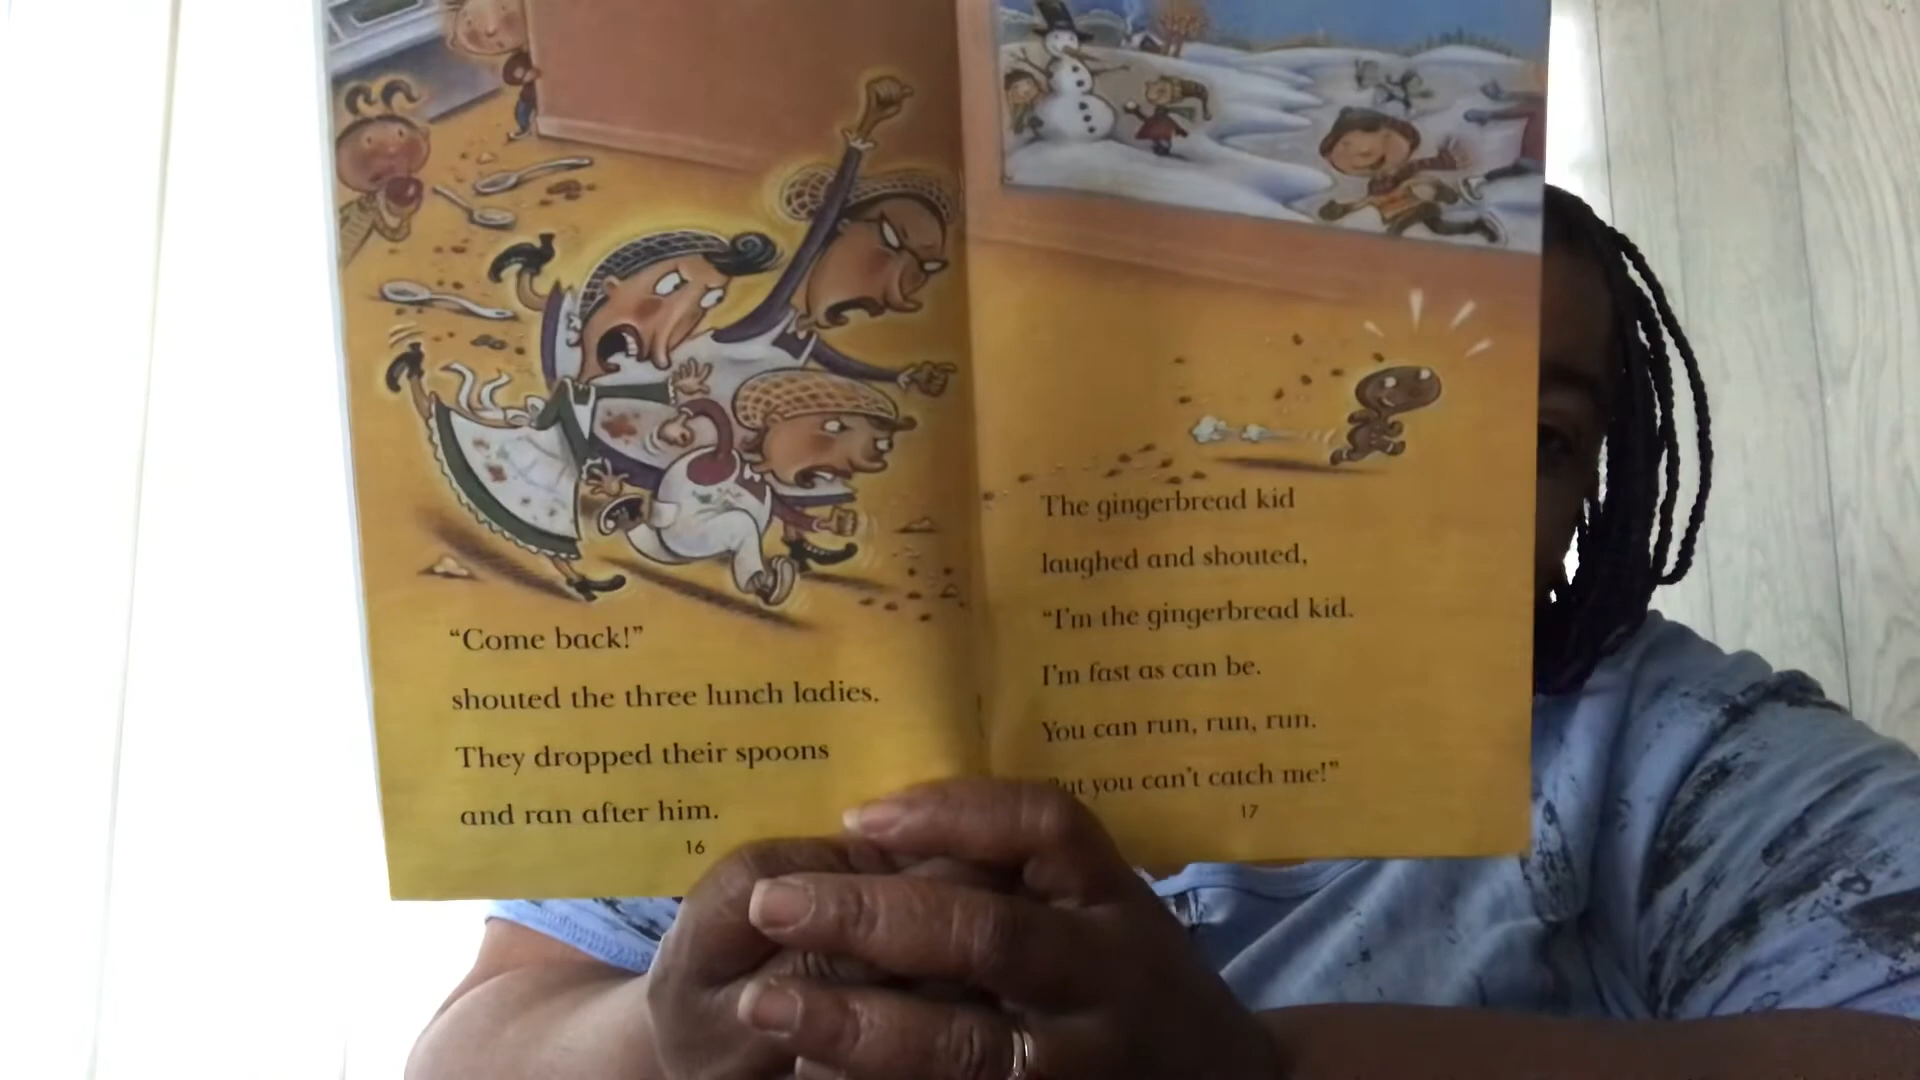 “Come back!”
shouted the three lunch ladies.
They dropped their spoons
and ran after him.
16
The gingerbread kid
laughed and shouted,
“I’m the gingerbread kid.
I’m fast as can be.
You can run, run, run.
But you can’t catch me!”
17